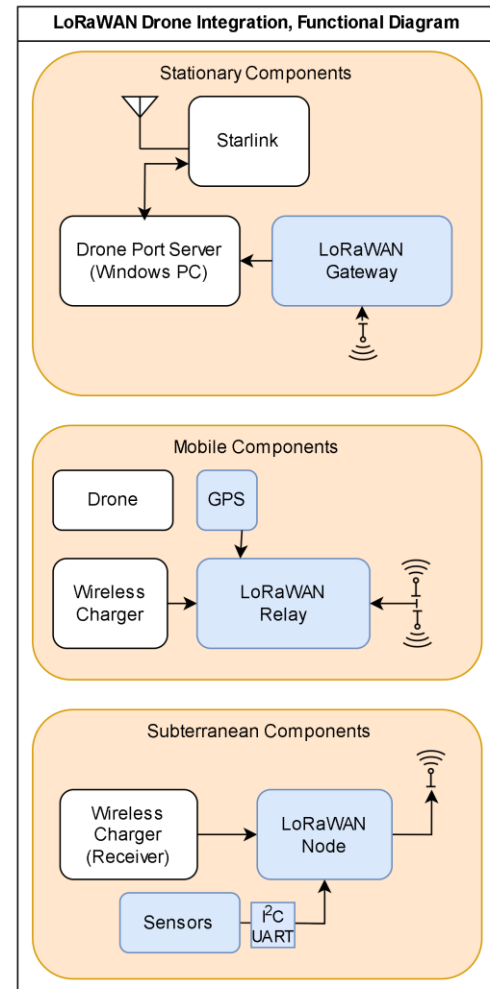 LoRaWAN Drone Integration, Functional Diagram
Stationary Components
Starlink
Drone Port Server
(Windows PC)
LoRaWAN
Gateway
Mobile Components
Drone
GPS
Wireless
Charger
LoRaWAN
Relay
Subterranean Components
Wireless
Charger
(Receiver)
LoRaWAN
Node
Sensors
I²C
UART